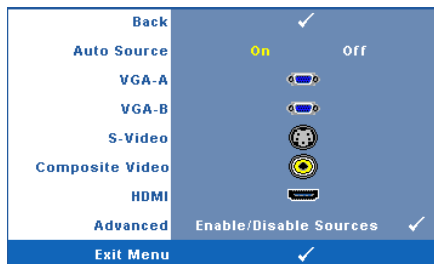 Back
Auto Source On Off
VGA-A
VGA-B
S-Video
Composite Video
HDMI
Advanced Enable/Disable Sources
Exit Menu